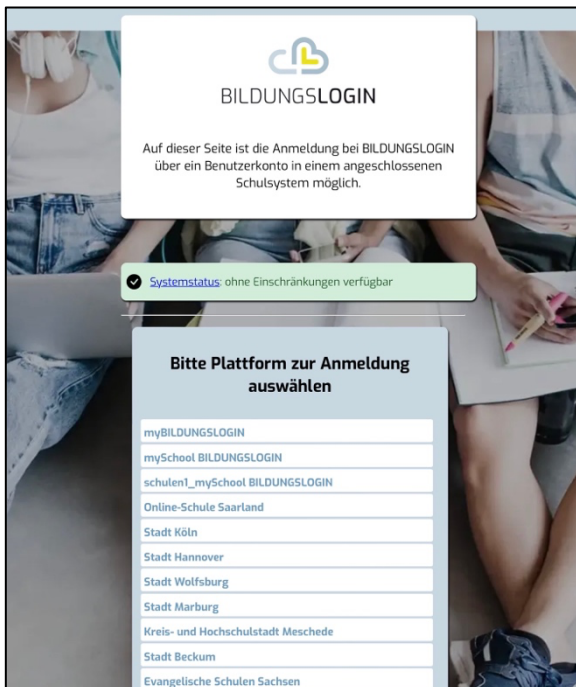 BILDUNGSLOGIN
Auf dieser Seite ist die Anmeldung bei BILDUNGSLOGIN
über ein Benutzerkonto in einem angeschlossenen
Schulsystem möglich.
Systemstatus: ohne Einschränkungen verfügbar
Bitte Plattform zur Anmeldung
auswählen
myBILDUNGSLOGIN
mySchool BILDUNGSLOGIN
schulen1_mySchool BILDUNGSLOGIN
Online-Schule Saarland
Stadt Köln
Stadt Hannover
Stadt Wolfsburg
Stadt Marburg
Kreis- und Hochschulstadt Meschede
Stadt Beckum
Evangelische Schulen Sachsen